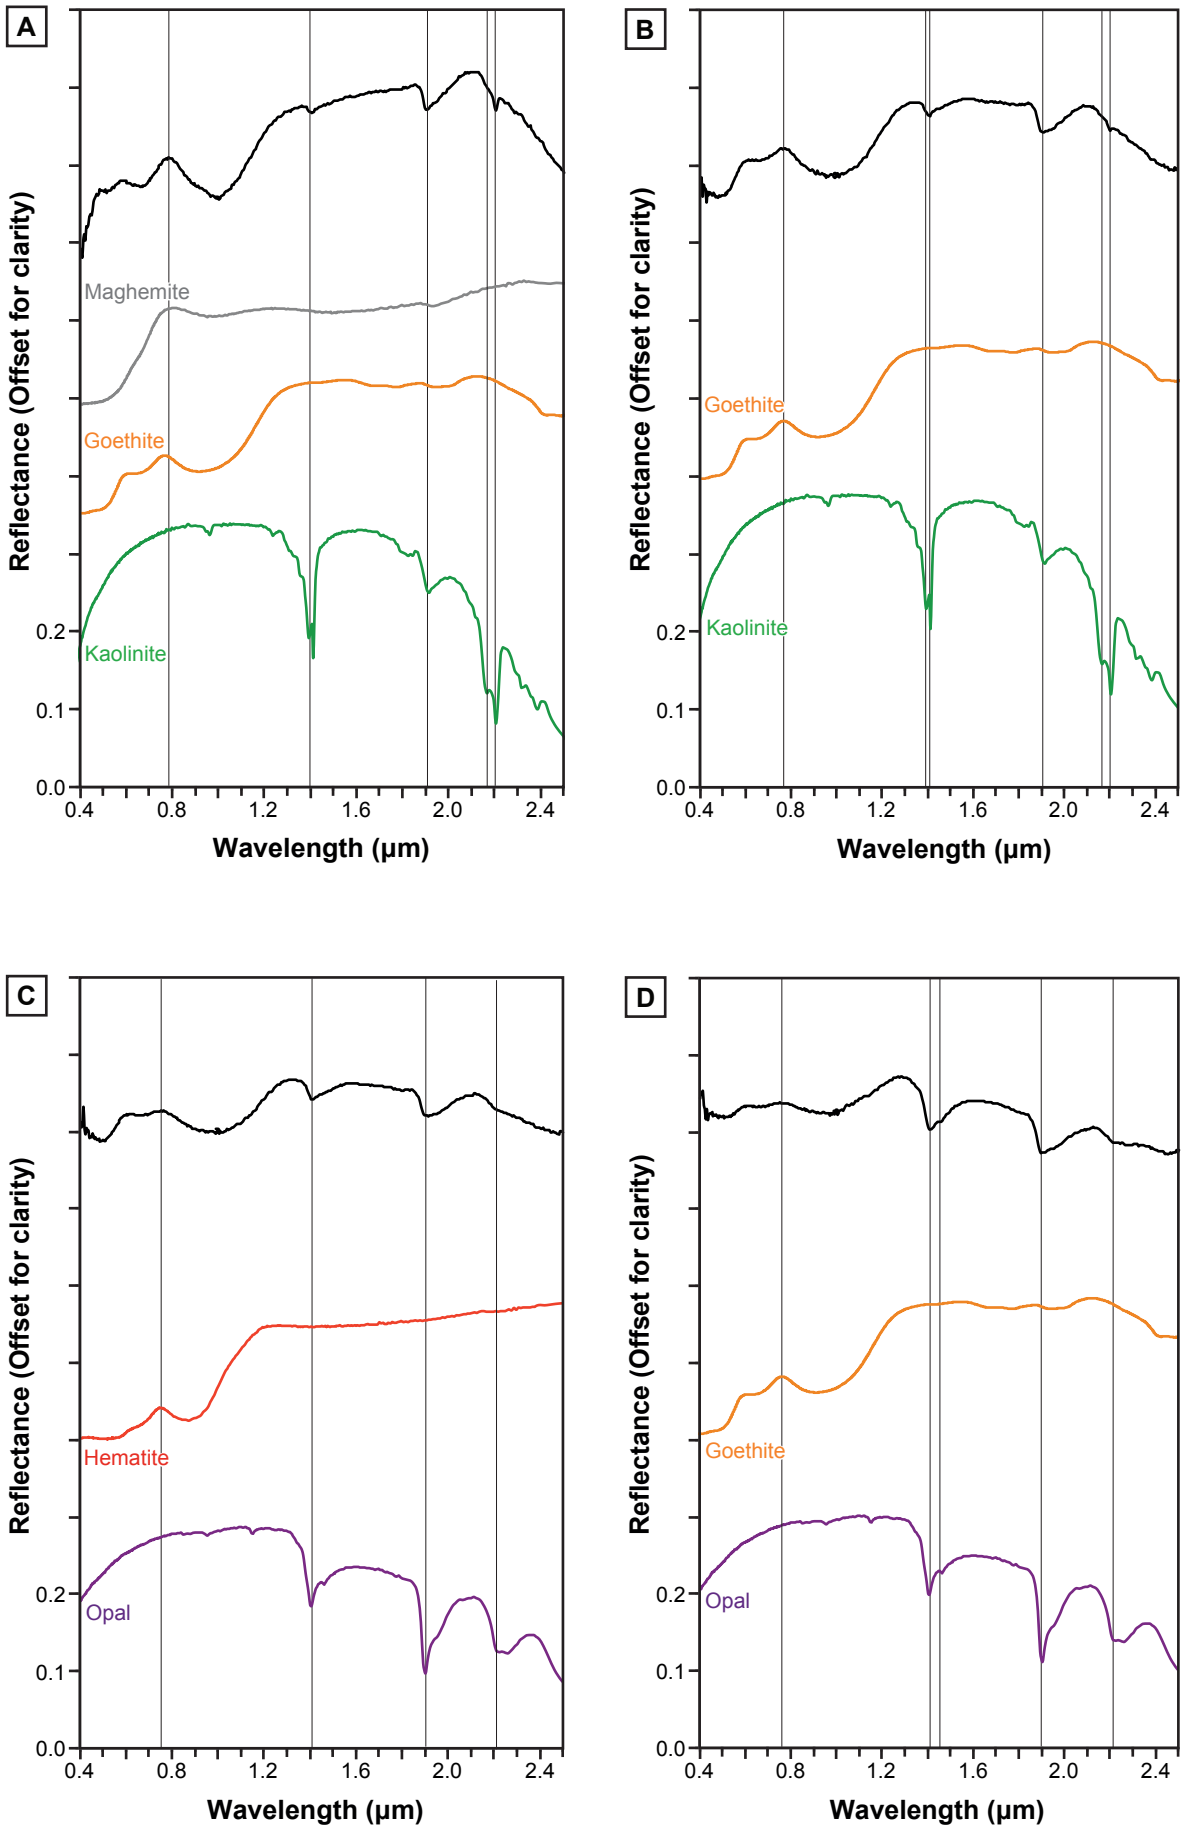 A
Reflectance (Offset for clarity)
Maghemite
Goethite
Kaolinite
0.2
0.1
0.0
0.4 0.8 1.2 1.6 2.0 2.4
Wavelength (µm)
B
Reflectance (Offset for clarity)
Goethite
Kaolinite
0.2
0.1
0.0
0.4 0.8 1.2 1.6 2.0 2.4
Wavelength (µm)
C
Reflectance (Offset for clarity)
Hematite
Opal
0.2
0.1
0.0
0.4 0.8 1.2 1.6 2.0 2.4
Wavelength (µm)
D
Reflectance (Offset for clarity)
Goethite
Opal
0.2
0.1
0.0
0.4 0.8 1.2 1.6 2.0 2.4
Wavelength (µm)